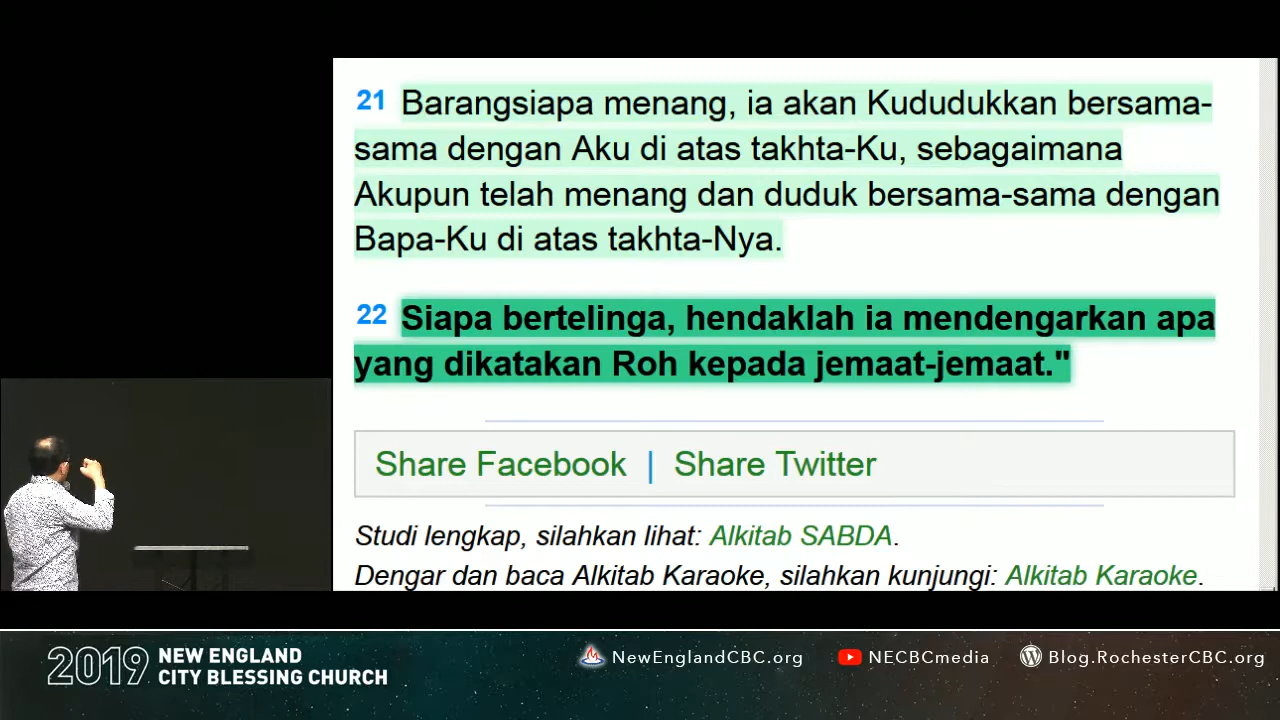 21 Barangsiapa menang, ia akan Kududukkan bersama-
sama dengan Aku di atas takhta-Ku, sebagaimana
Akupun telah menang dan duduk bersama-sama dengan
Bapa-Ku di atas takhta-Nya.
22 Siapa bertelinga, hendaklah ia mendengarkan apa
yang dikatakan Roh kepada jemaat-jemaat."
Share Facebook | Share Twitter
Studi lengkap, silahkan lihat: Alkitab SABDA.
Dengar dan baca Alkitab Karaoke, silahkan kunjungi: Alkitab Karaoke.
2019 NEW ENGLAND
CITY BLESSING CHURCH
NewEnglandCBC.org
NECBCmedia
Blog.RochesterCBC.org